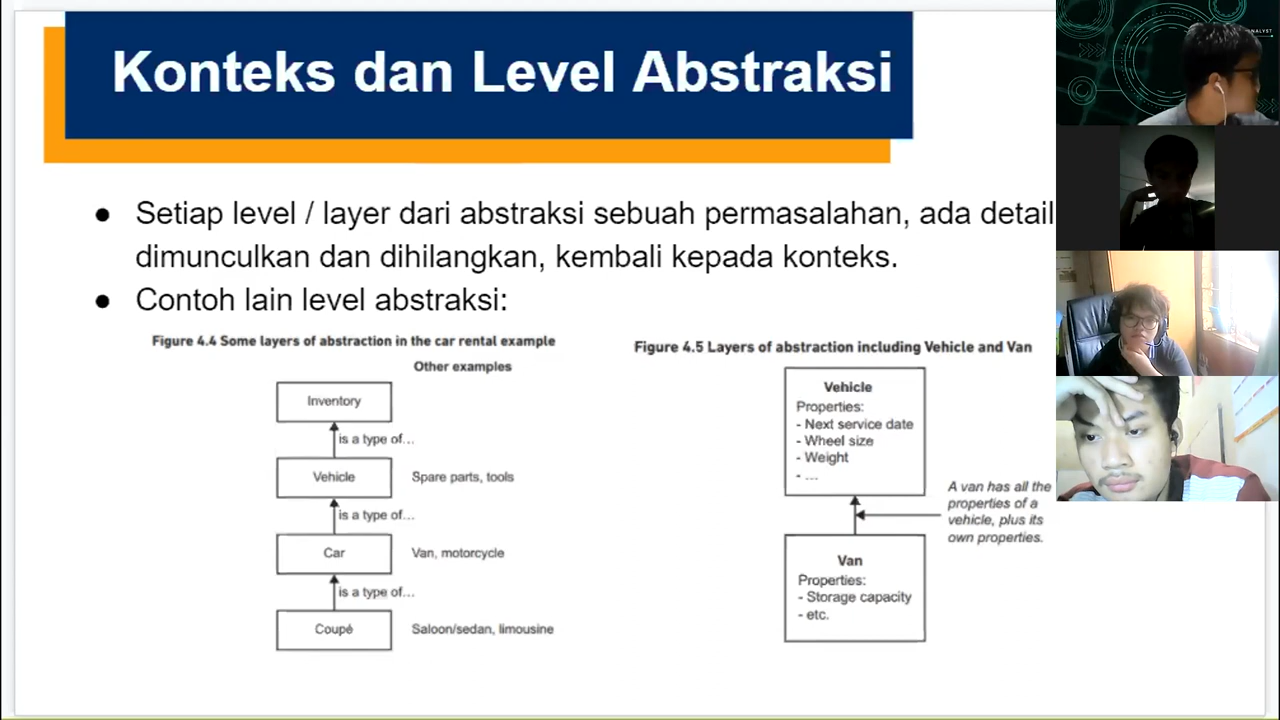 Konteks dan Level Abstraksi
● Setiap level / layer dari abstraksi sebuah permasalahan, ada detail
dimunculkan dan dihilangkan, kembali kepada konteks.
● Contoh lain level abstraksi:
Figure 4.4 Some layers of abstraction in the car rental example
Other examples
Inventory
is a type of...
Vehicle
Spare parts, tools
is a type of...
Car
Van, motorcycle
is a type of...
Coupé
Saloon/sedan, limousine
Figure 4.5 Layers of abstraction including Vehicle and Van
Vehicle
Properties:
- Next service date
- Wheel size
- Weight
- ...
A van has all the
properties of a
vehicle, plus its
own properties.
Van
Properties:
- Storage capacity
- etc.